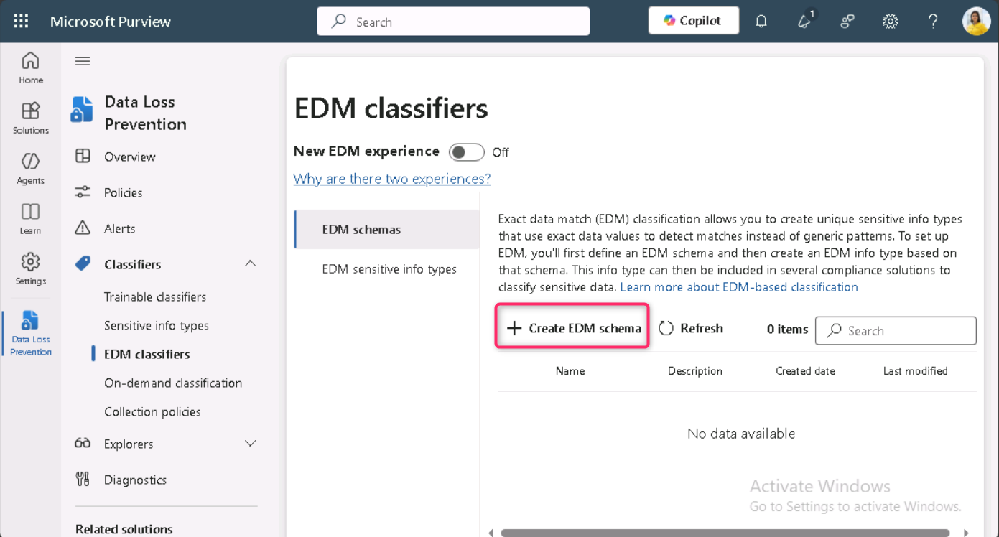 Microsoft Purview
Search
Copilot
1
Home
Solutions
Agents
Learn
Settings
Data Loss
Prevention
Data Loss
Prevention
Overview
Policies
Alerts
Classifiers
Trainable classifiers
Sensitive info types
EDM classifiers
On-demand classification
Collection policies
Explorers
Diagnostics
Related solutions
EDM classifiers
New EDM experience Off
Why are there two experiences?
EDM schemas
EDM sensitive info types
Exact data match (EDM) classification allows you to create unique sensitive info types
that use exact data values to detect matches instead of generic patterns. To set up
EDM, you'll first define an EDM schema and then create an EDM info type based on
that schema. This info type can then be included in several compliance solutions to
classify sensitive data. Learn more about EDM-based classification
Create EDM schema Refresh 0 items Search
Name Description Created date Last modified
No data available
Activate Windows
Go to Settings to activate Windows.